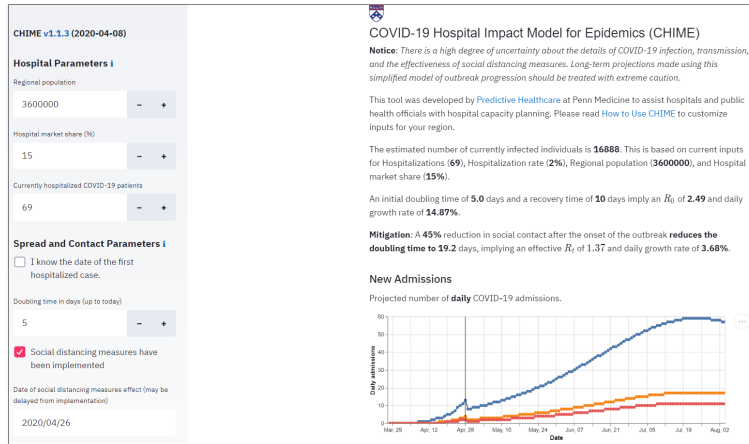 CHIME v1.1.3 (2020-04-08)
Hospital Parameters ℹ
Regional population
3600000
− +
Hospital market share (%)
15
− +
Currently hospitalized COVID-19 patients
69
− +
Spread and Contact Parameters ℹ
I know the date of the first
hospitalized case.
Doubling time in days (up to today)
5
− +
Social distancing measures have
been implemented
Date of social distancing measures effect (may be
delayed from implementation)
2020/04/26
COVID-19 Hospital Impact Model for Epidemics (CHIME)
Notice: There is a high degree of uncertainty about the details of COVID-19 infection, transmission,
and the effectiveness of social distancing measures. Long-term projections made using this
simplified model of outbreak progression should be treated with extreme caution.
This tool was developed by Predictive Healthcare at Penn Medicine to assist hospitals and public
health officials with hospital capacity planning. Please read How to Use CHIME to customize
inputs for your region.
The estimated number of currently infected individuals is 16888. This is based on current inputs
for Hospitalizations (69), Hospitalization rate (2%), Regional population (3600000), and Hospital
market share (15%).
An initial doubling time of 5.0 days and a recovery time of 10 days imply an R₀ of 2.49 and daily
growth rate of 14.87%.
Mitigation: A 45% reduction in social contact after the onset of the outbreak reduces the
doubling time to 19.2 days, implying an effective Rₜ of 1.37 and daily growth rate of 3.68%.
New Admissions
Projected number of daily COVID-19 admissions.
60
50
40
30
20
10
0
Daily admissions
Mar, 29 Apr, 12 Apr, 26 May, 10 May, 24 Jun, 07 Jun, 21 Jul, 05 Jul, 19 Aug, 02
Date